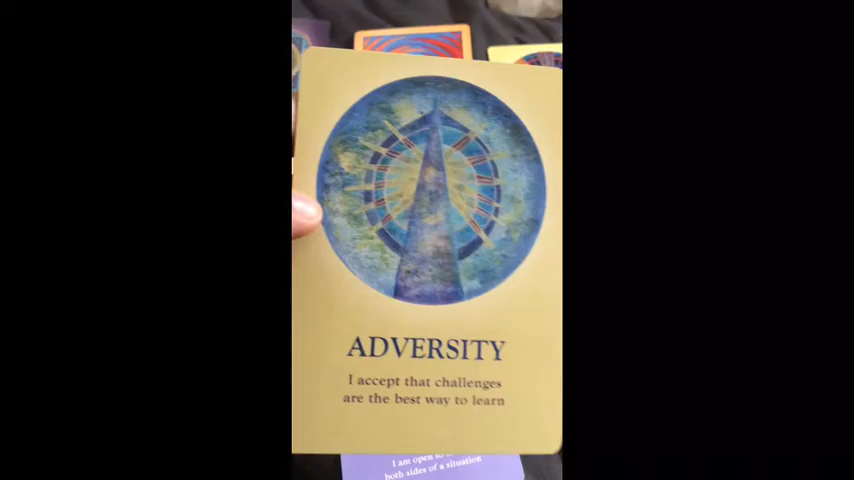 ADVERSITY
I accept that challenges
are the best way to learn
I am open to
both sides of a situation